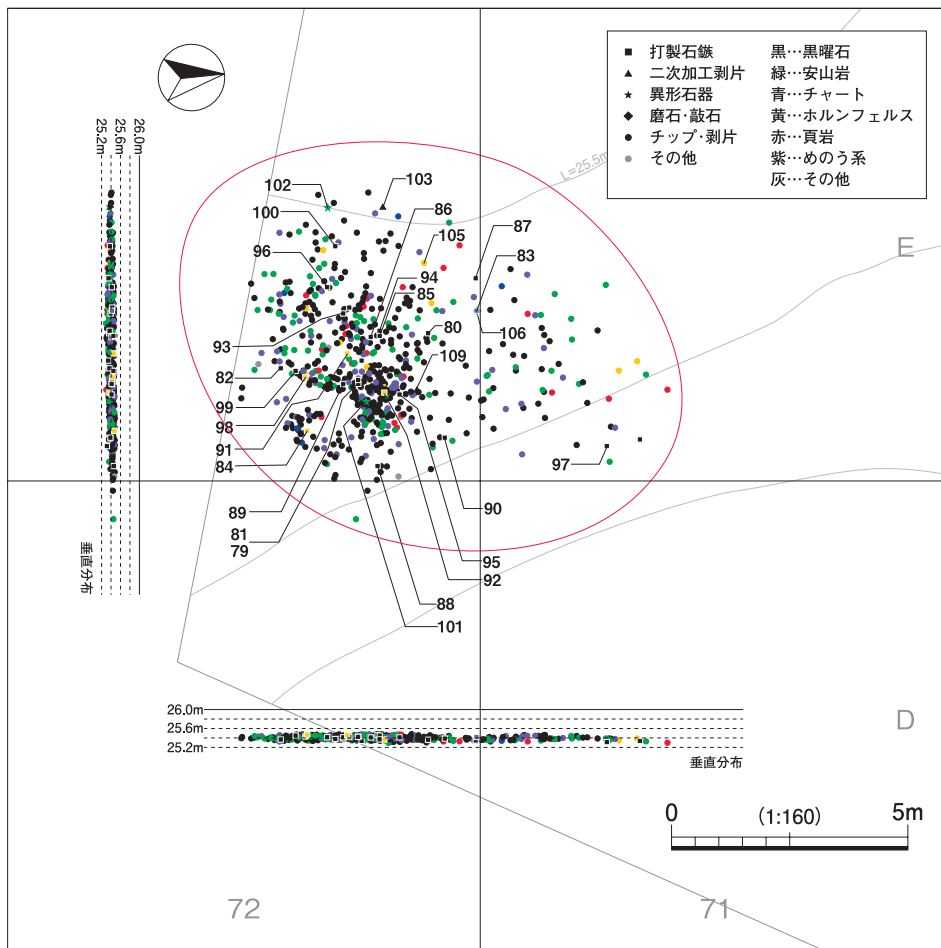 ■ 打製石鏃 黒…黒曜石
▲ 二次加工剥片 緑…安山岩
★ 異形石器 青…チャート
◆ 磨石・敲石 黄…ホルンフェルス
● チップ・剥片 赤…頁岩
● その他 紫…めのう系
灰…その他
26.0m
25.6m
25.2m
L=25.5m
102
103
100
86
105
87
96
83
E
94
85
80
93
106
82
109
99
98
91
97
84
89
90
81
79
垂直分布
95
92
88
101
26.0m
25.6m
25.2m
D
垂直分布
0 (1:160) 5m
72
71